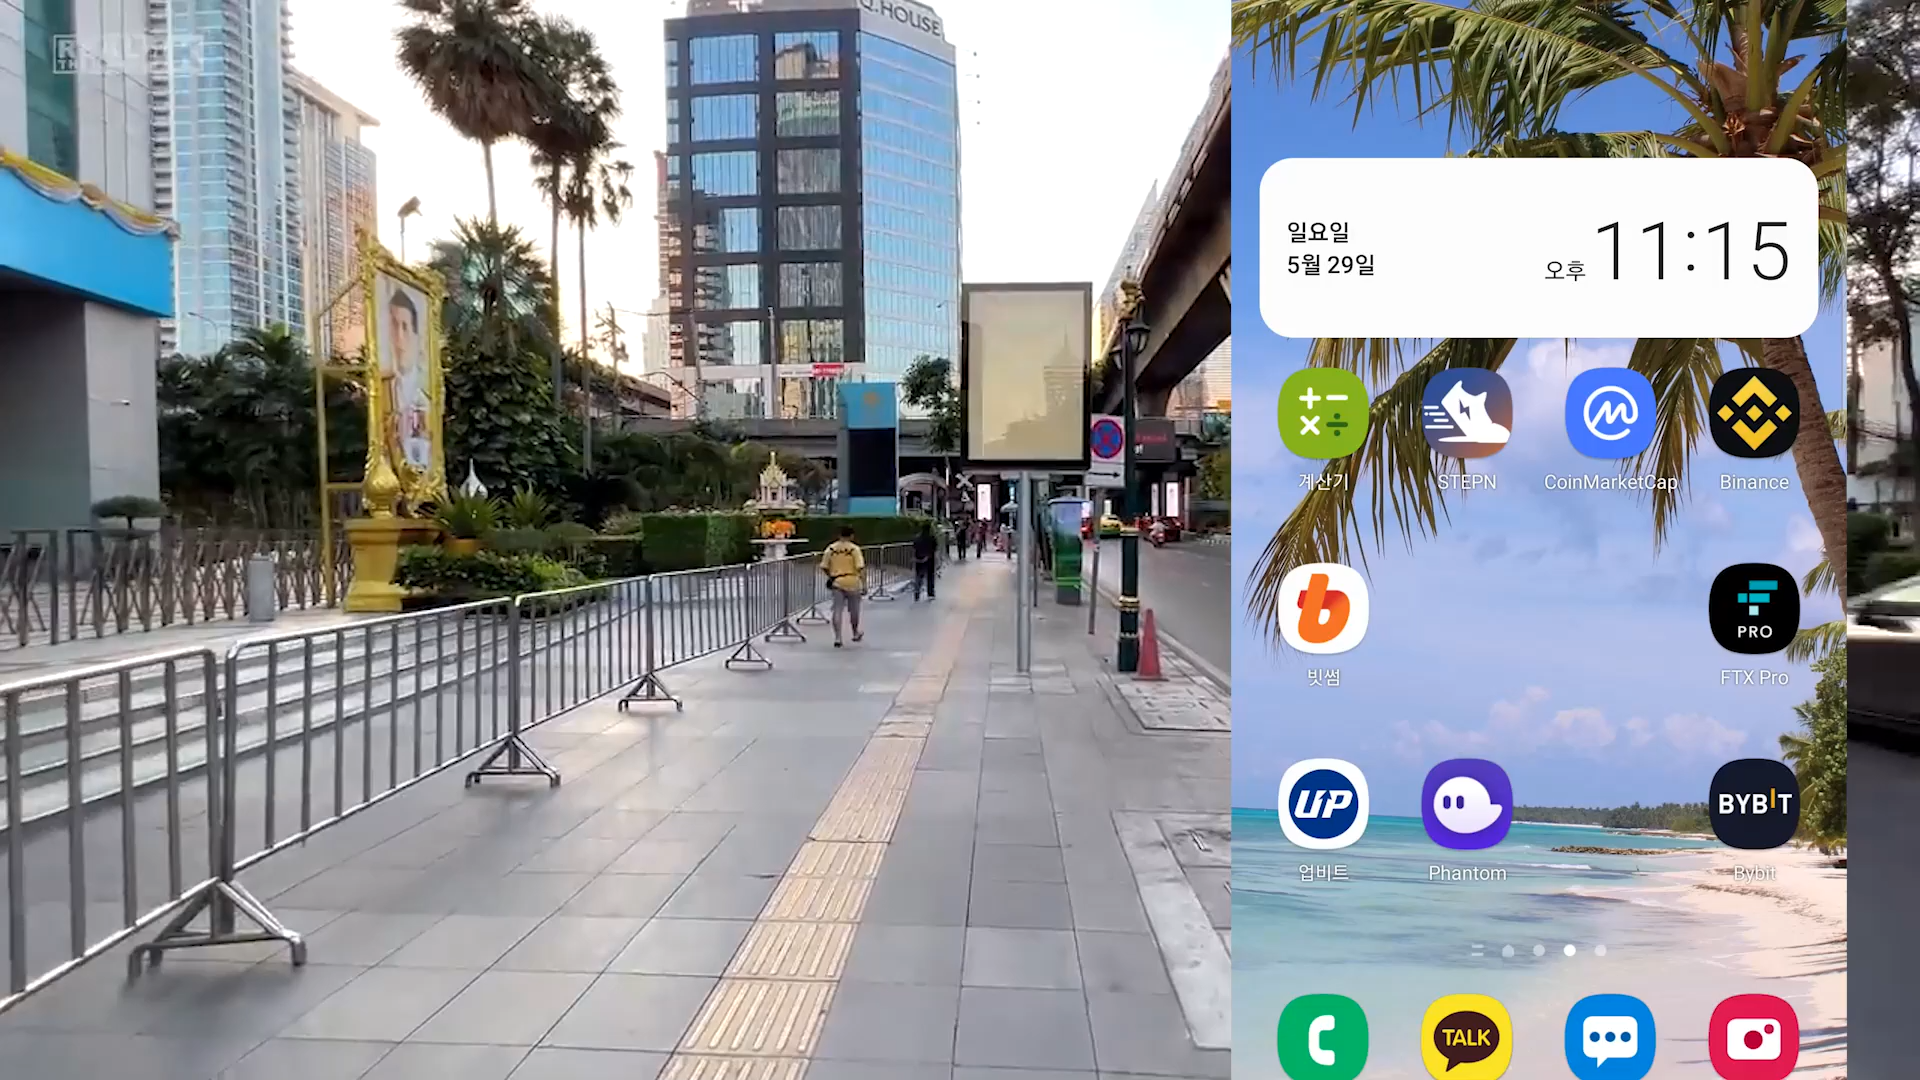 Q.HOUSE
일요일
5월 29일
오후 11:15
계산기
STEPN
CoinMarketCap
Binance
빗썸
PRO
FTX Pro
UP
업비트
Phantom
BYBIT
Bybit
TALK